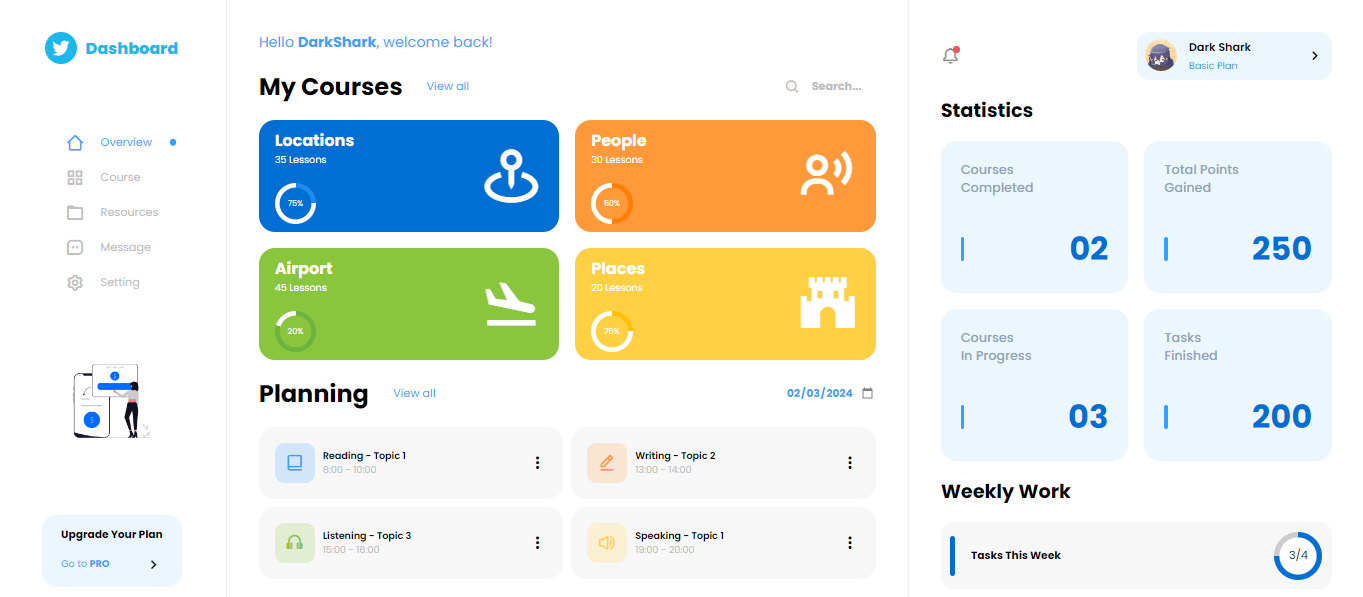 Dashboard
Overview
Course
Resources
Message
Setting
Upgrade Your Plan
Go to PRO
Hello DarkShark, welcome back!
My Courses
View all
Search...
Locations
35 Lessons
75%
People
30 Lessons
50%
Airport
45 Lessons
20%
Places
20 Lessons
75%
Planning
View all
02/03/2024
Reading - Topic 1
8:00 - 10:00
Writing - Topic 2
13:00 - 14:00
Listening - Topic 3
15:00 - 16:00
Speaking - Topic 1
19:00 - 20:00
Dark Shark
Basic Plan
Statistics
Courses
Completed
02
Total Points
Gained
250
Courses
In Progress
03
Tasks
Finished
200
Weekly Work
Tasks This Week
3/4